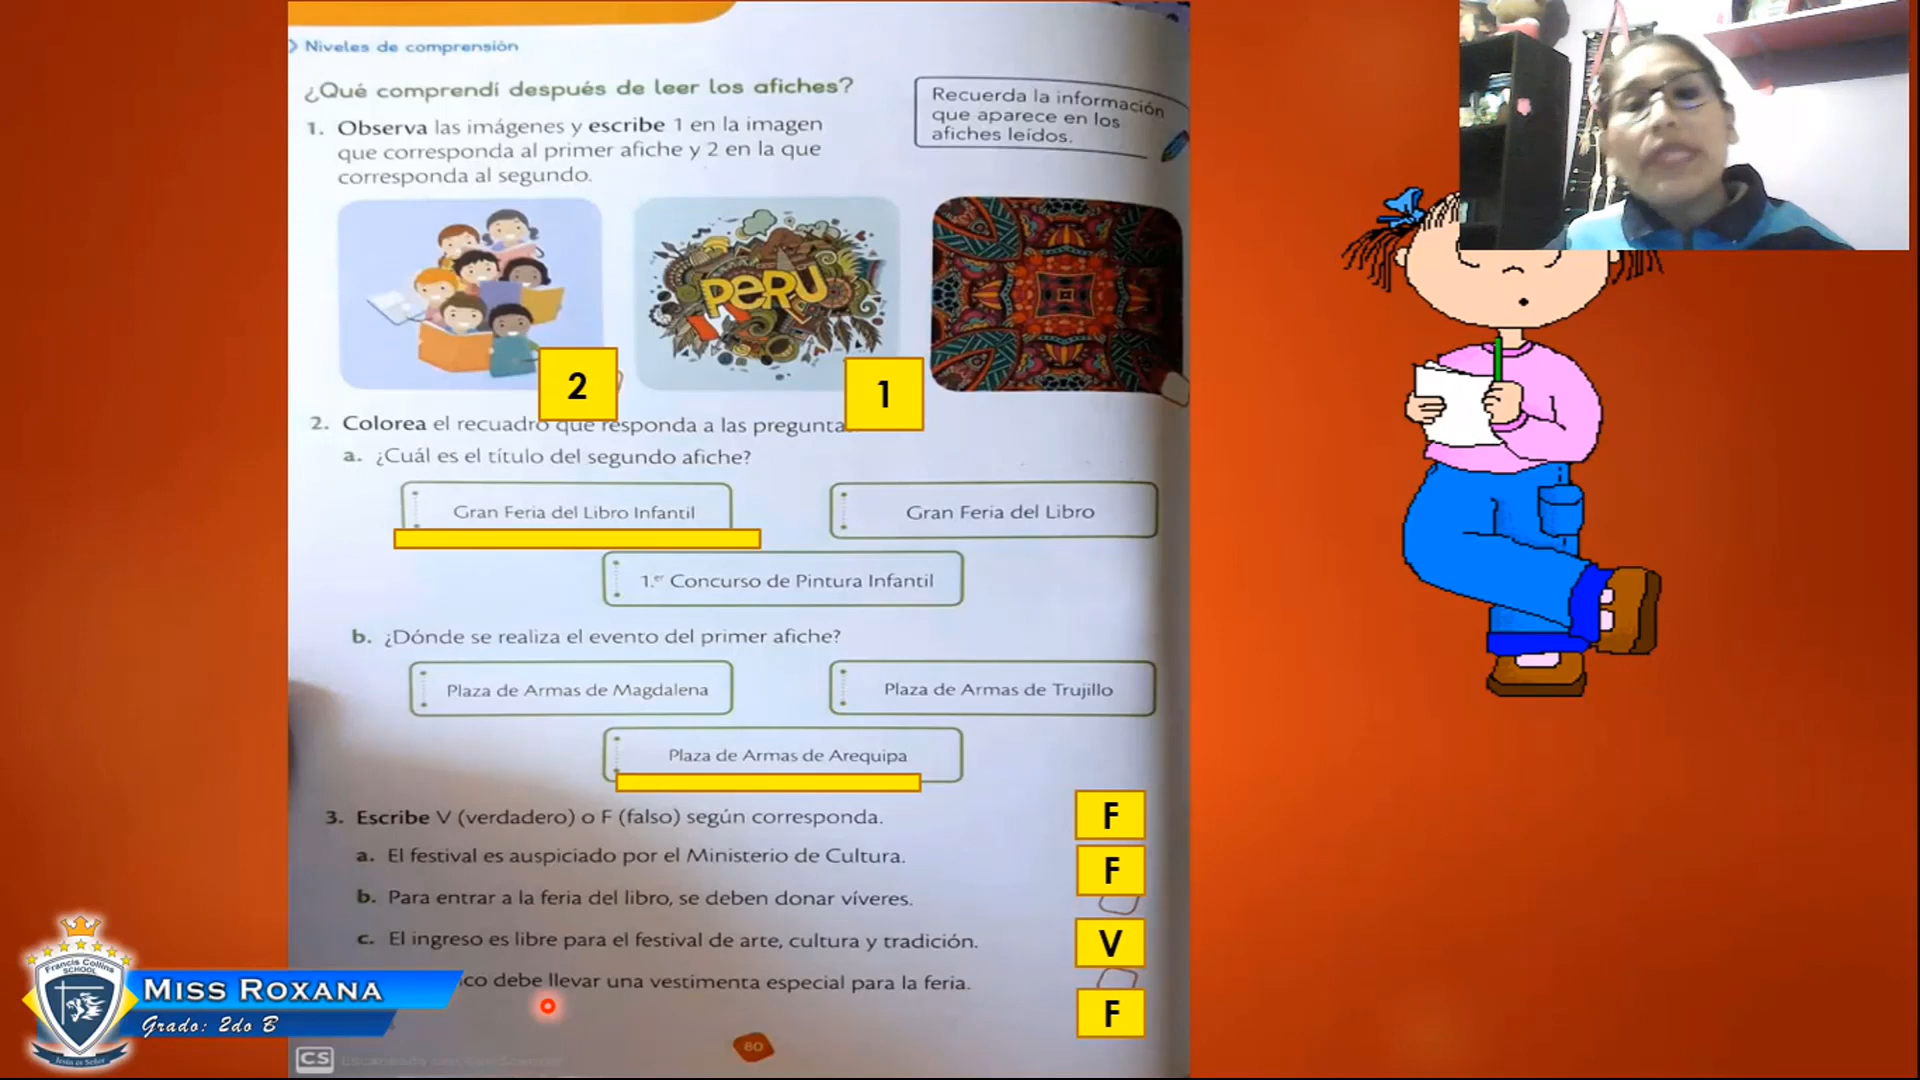 Niveles de comprensión
¿Qué comprendí después de leer los afiches?
Recuerda la información
que aparece en los
afiches leídos.
1. Observa las imágenes y escribe 1 en la imagen
que corresponda al primer afiche y 2 en la que
corresponda al segundo.
PERU
2
1
2. Colorea el recuadro que responda a las pregunta
a. ¿Cuál es el título del segundo afiche?
Gran Feria del Libro Infantil
Gran Feria del Libro
1.er Concurso de Pintura Infantil
b. ¿Dónde se realiza el evento del primer afiche?
Plaza de Armas de Magdalena
Plaza de Armas de Trujillo
Plaza de Armas de Arequipa
3. Escribe V (verdadero) o F (falso) según corresponda.
F
a. El festival es auspiciado por el Ministerio de Cultura.
F
b. Para entrar a la feria del libro, se deben donar víveres.
c. El ingreso es libre para el festival de arte, cultura y tradición.
V
ico debe llevar una vestimenta especial para la feria.
F
Francis Collins
SCHOOL
Jesús es Señor
Miss Roxana
Grado: 2do B
80
CS